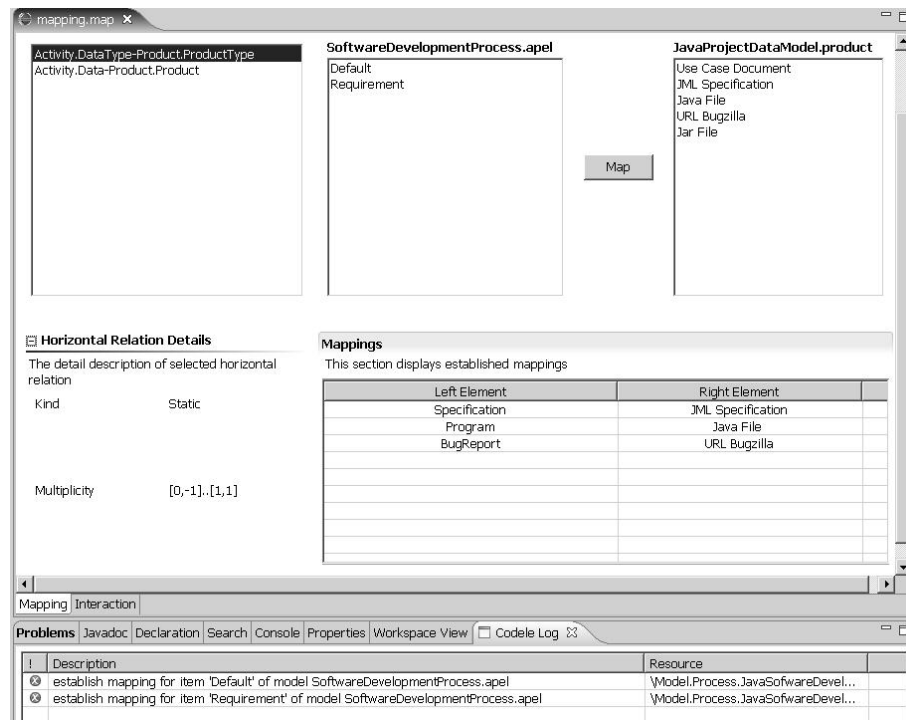 mapping.map
Activity.DataType-Product.ProductType
Activity.Data-Product.Product
SoftwareDevelopmentProcess.apel
Default
Requirement
Map
JavaProjectDataModel.product
Use Case Document
JML Specification
Java File
URL Bugzilla
Jar File
Horizontal Relation Details
The detail description of selected horizontal
relation
Kind Static
Multiplicity [0,-1]..[1,1]
Mappings
This section displays established mappings
Left Element Right Element
Specification JML Specification
Program Java File
BugReport URL Bugzilla
Mapping Interaction
Problems Javadoc Declaration Search Console Properties Workspace View Codele Log
! Description Resource
establish mapping for item 'Default' of model SoftwareDevelopmentProcess.apel \Model.Process.JavaSofwareDevel...
establish mapping for item 'Requirement' of model SoftwareDevelopmentProcess.apel \Model.Process.JavaSofwareDevel...